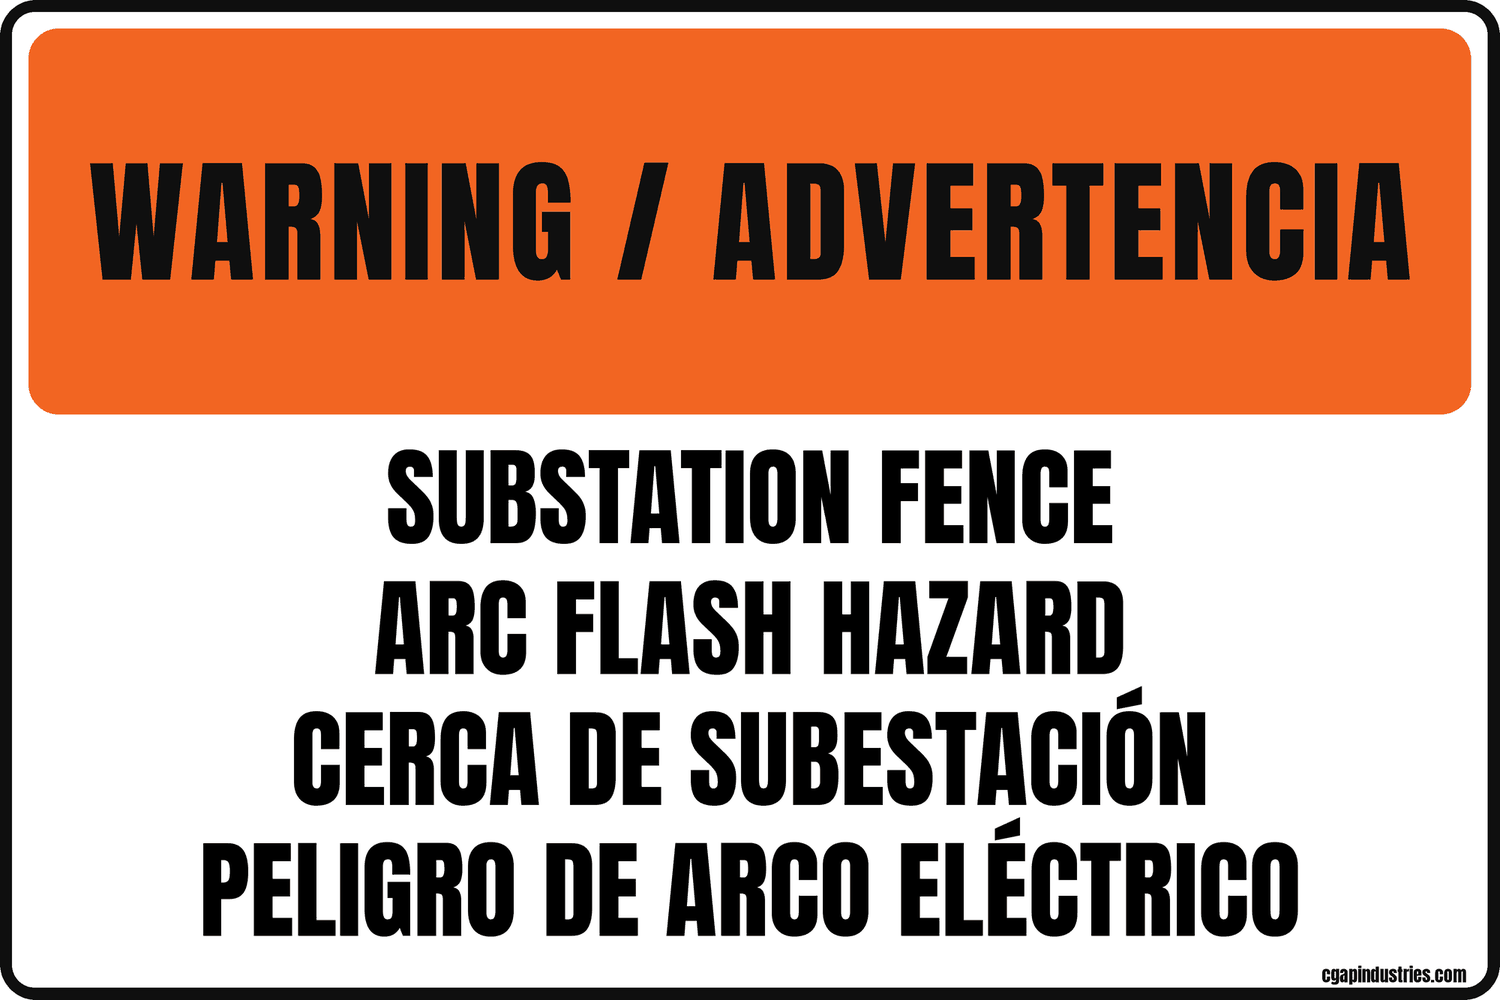 WARNING / ADVERTENCIA
SUBSTATION FENCE
ARC FLASH HAZARD
CERCA DE SUBESTACIÓN
PELIGRO DE ARCO ELÉCTRICO
cgapindustries.com